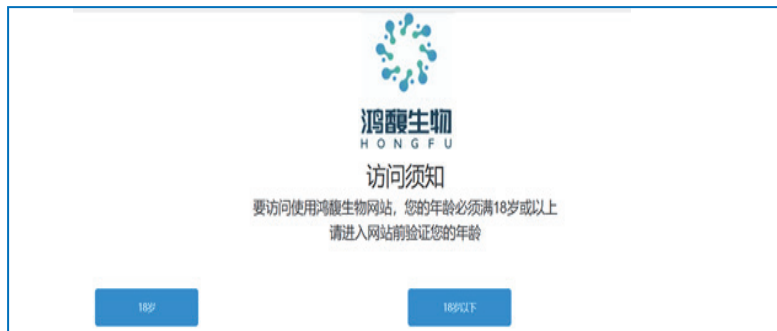 鸿馥生物
HONGFU
访问须知
要访问使用鸿馥生物网站，您的年龄必须满18岁或以上
请进入网站前验证您的年龄
18岁
18岁以下